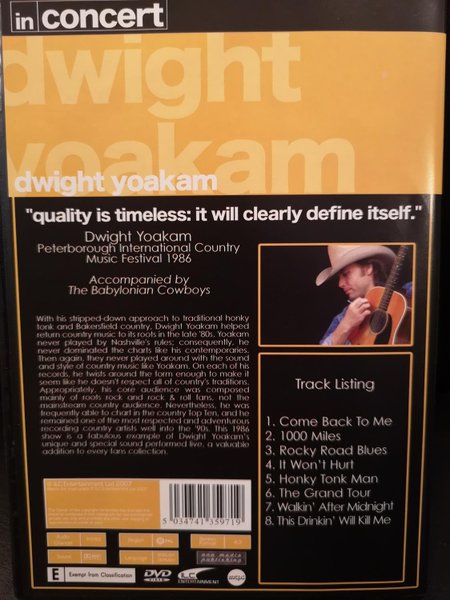 in concert
dwight
yoakam
dwight yoakam
"quality is timeless: it will clearly define itself."
Dwight Yoakam
Peterborough International Country
Music Festival 1986
Accompanied by
The Babylonian Cowboys
With his stripped-down approach to traditional honky
tonk and Bakersfield country, Dwight Yoakam helped
return country music to its roots in the late '80s. Yoakam
never played by Nashville's rules; consequently, he
never dominated the charts like his contemporaries.
Then again, they never played around with the sound
and style of country music like Yoakam. On each of his
records, he twists around the form enough to make it
seem like he doesn't respect all of country's traditions.
Appropriately, his core audience was composed
mainly of roots rock and rock & roll fans, not the
mainstream country audience. Nevertheless, he was
frequently able to chart in the country Top Ten, and he
remained one of the most respected and adventurous
recording country artists well into the '90s. This 1986
show is a fabulous example of Dwight Yoakam's
unique and special sound performed live, a valuable
addition to every fans collection.
Track Listing
1. Come Back To Me
2. 1000 Miles
3. Rocky Road Blues
4. It Won't Hurt
5. Honky Tonk Man
6. The Grand Tour
7. Walkin' After Midnight
8. This Drinkin' Will Kill Me
© ILC Entertainment Ltd 2007
5 034741 359719
Region
Sound
Language
E Exempt from Classification
DVD VIDEO
ILC ENTERTAINMENT